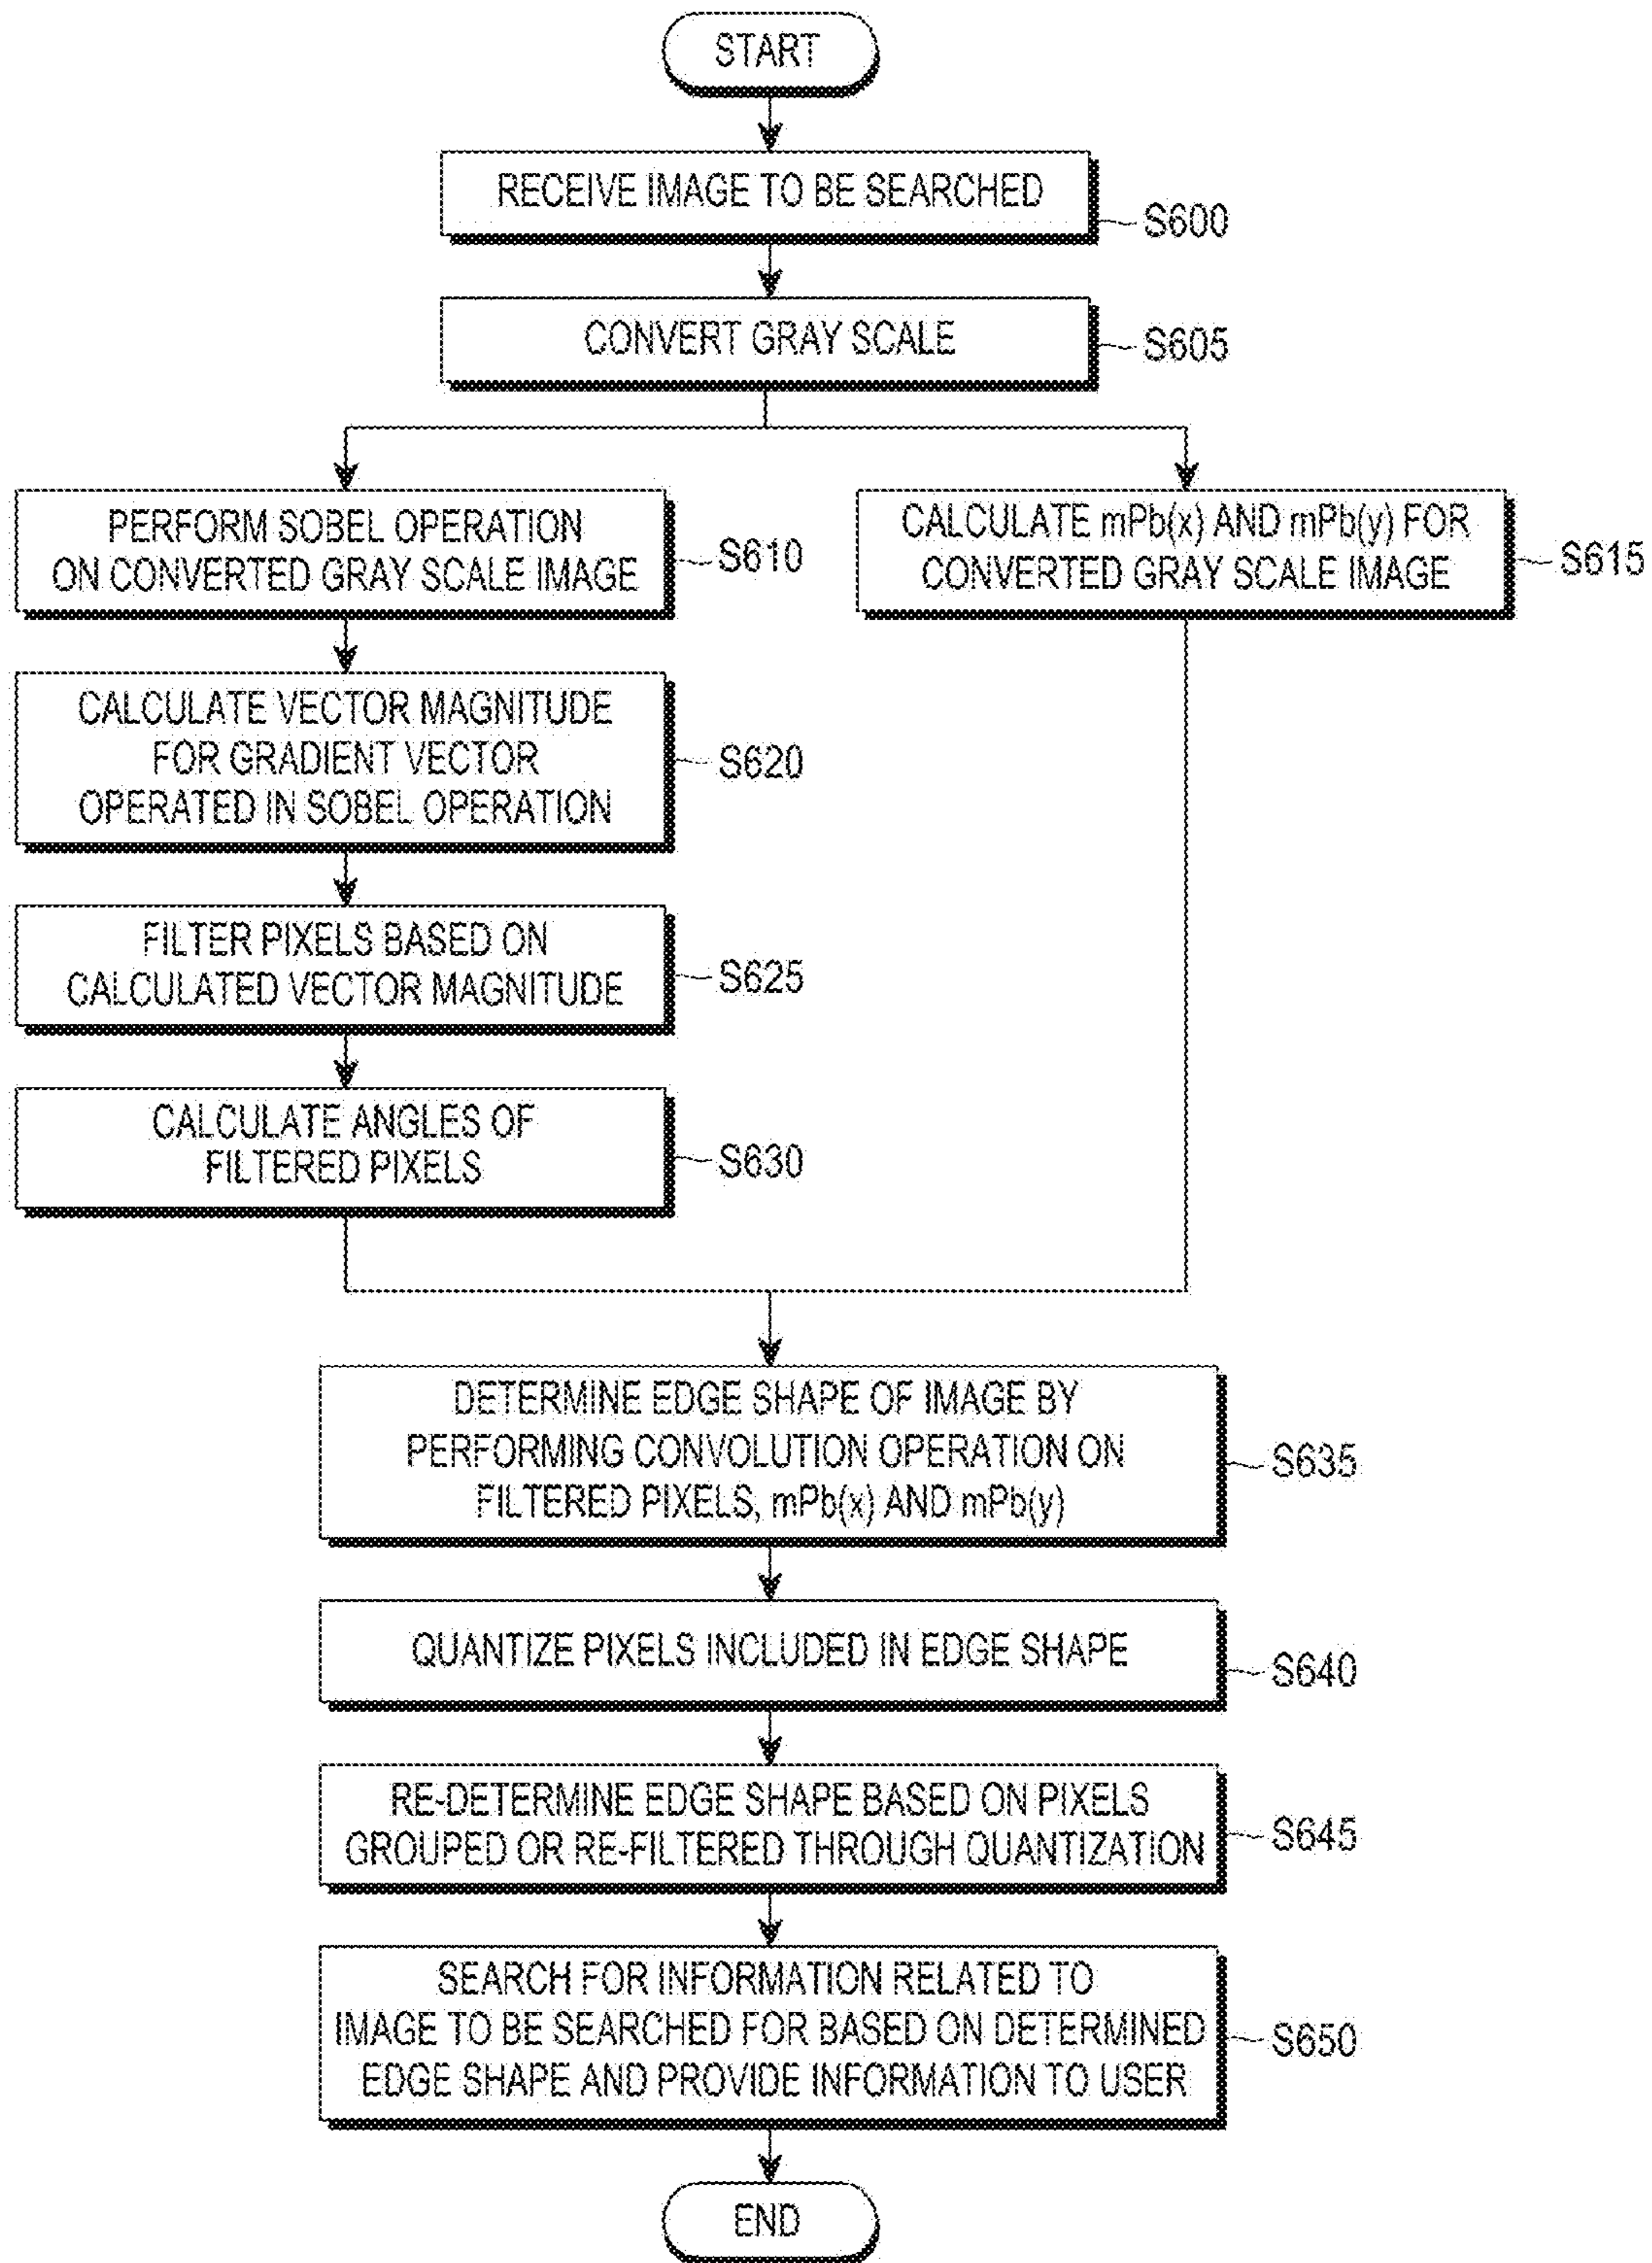 START
RECEIVE IMAGE TO BE SEARCHED
S600
CONVERT GRAY SCALE
S605
PERFORM SOBEL OPERATION
ON CONVERTED GRAY SCALE IMAGE
S610
CALCULATE mPb(x) AND mPb(y) FOR
CONVERTED GRAY SCALE IMAGE
S615
CALCULATE VECTOR MAGNITUDE
FOR GRADIENT VECTOR
OPERATED IN SOBEL OPERATION
S620
FILTER PIXELS BASED ON
CALCULATED VECTOR MAGNITUDE
S625
CALCULATE ANGLES OF
FILTERED PIXELS
S630
DETERMINE EDGE SHAPE OF IMAGE BY
PERFORMING CONVOLUTION OPERATION ON
FILTERED PIXELS, mPb(x) AND mPb(y)
S635
QUANTIZE PIXELS INCLUDED IN EDGE SHAPE
S640
RE-DETERMINE EDGE SHAPE BASED ON PIXELS
GROUPED OR RE-FILTERED THROUGH QUANTIZATION
S645
SEARCH FOR INFORMATION RELATED TO
IMAGE TO BE SEARCHED FOR BASED ON DETERMINED
EDGE SHAPE AND PROVIDE INFORMATION TO USER
S650
END